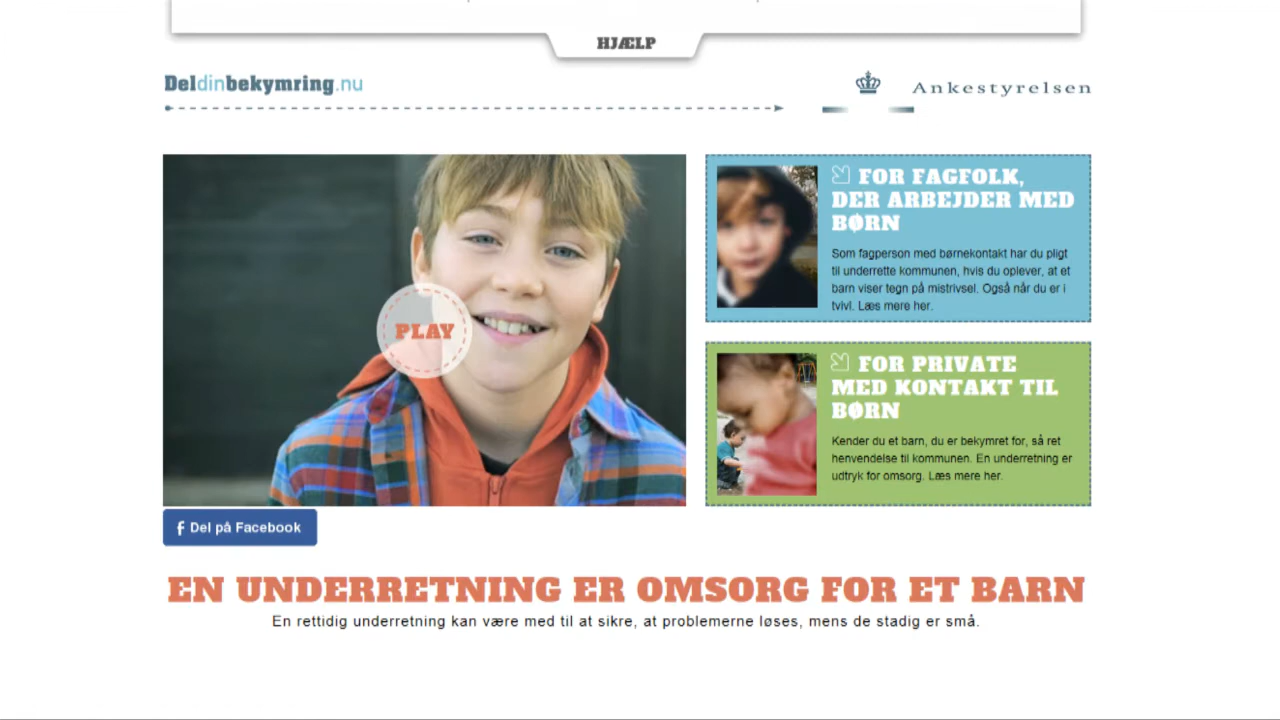 HJÆLP
Deldinbekymring.nu
Ankestyrelsen
PLAY
FOR FAGFOLK,
DER ARBEJDER MED
BØRN
Som fagperson med børnekontakt har du pligt
til underrette kommunen, hvis du oplever, at et
barn viser tegn på mistrivsel. Også når du er i
tvivl. Læs mere her.
FOR PRIVATE
MED KONTAKT TIL
BØRN
Kender du et barn, du er bekymret for, så ret
henvendelse til kommunen. En underretning er
udtryk for omsorg. Læs mere her.
f Del på Facebook
EN UNDERRETNING ER OMSORG FOR ET BARN
En rettidig underretning kan være med til at sikre, at problemerne løses, mens de stadig er små.